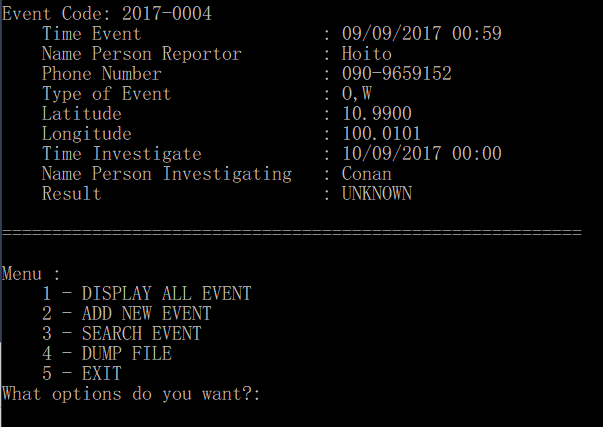 Event Code: 2017-0004
Time Event : 09/09/2017 00:59
Name Person Reportor : Hoito
Phone Number : 090-9659152
Type of Event : O,W
Latitude : 10.9900
Longitude : 100.0101
Time Investigate : 10/09/2017 00:00
Name Person Investigating : Conan
Result : UNKNOWN
==========================================================
Menu :
1 - DISPLAY ALL EVENT
2 - ADD NEW EVENT
3 - SEARCH EVENT
4 - DUMP FILE
5 - EXIT
What options do you want?: